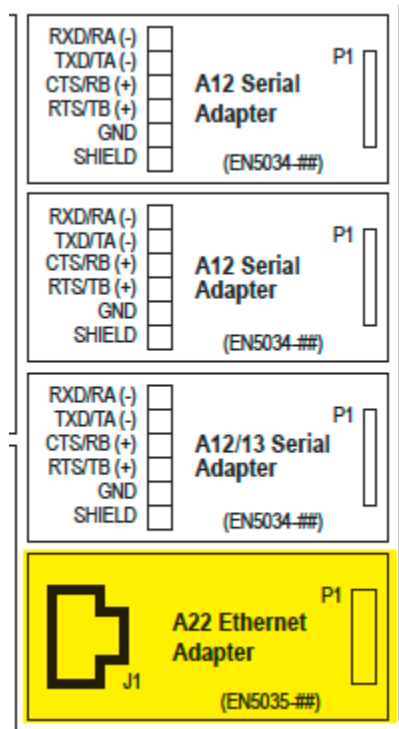 RXD/RA (-)
TXD/TA (-)
CTS/RB (+)
RTS/TB (+)
GND
SHIELD
A12 Serial
Adapter
(EN5034-##)
P1
RXD/RA (-)
TXD/TA (-)
CTS/RB (+)
RTS/TB (+)
GND
SHIELD
A12 Serial
Adapter
(EN5034-##)
P1
RXD/RA (-)
TXD/TA (-)
CTS/RB (+)
RTS/TB (+)
GND
SHIELD
A12/13 Serial
Adapter
(EN5034-##)
P1
J1
A22 Ethernet
Adapter
(EN5035-##)
P1